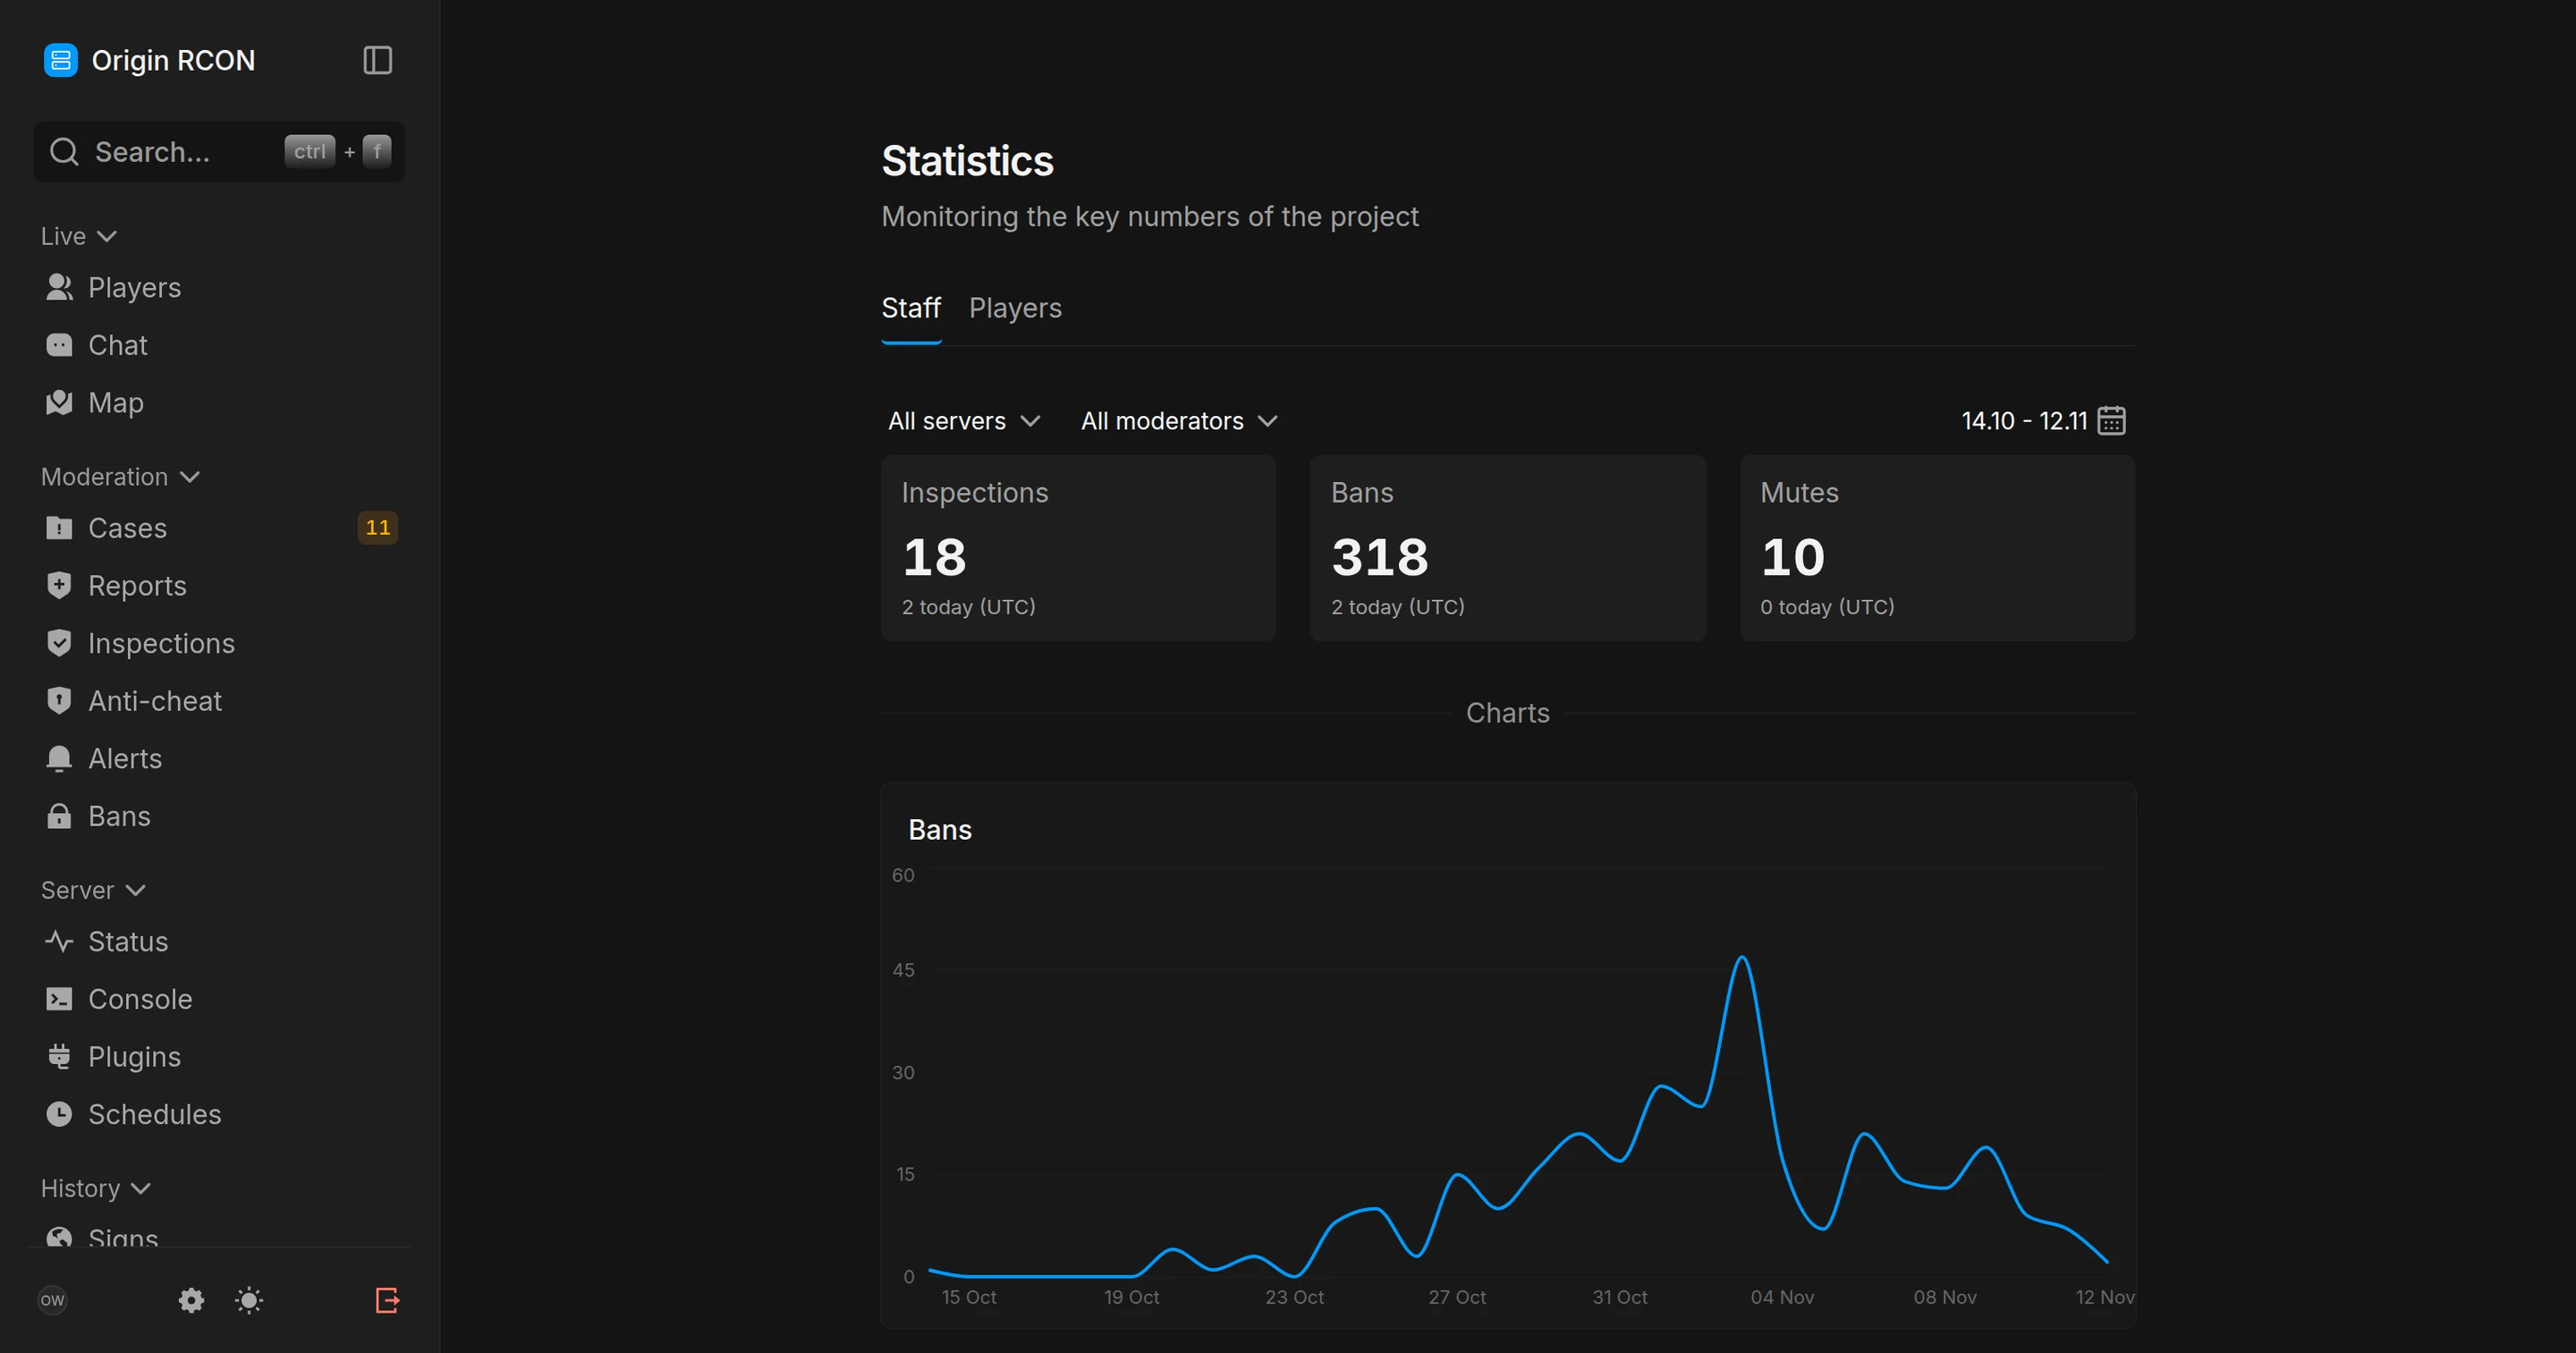 Origin RCON
Search...
ctrl + f
Live
Players
Chat
Map
Moderation
Cases 11
Reports
Inspections
Anti-cheat
Alerts
Bans
Server
Status
Console
Plugins
Schedules
History
Signs
OW
Statistics
Monitoring the key numbers of the project
Staff Players
All servers All moderators 14.10 - 12.11
Inspections
18
2 today (UTC)
Bans
318
2 today (UTC)
Mutes
10
0 today (UTC)
Charts
Bans
60
45
30
15
0
15 Oct 19 Oct 23 Oct 27 Oct 31 Oct 04 Nov 08 Nov 12 Nov